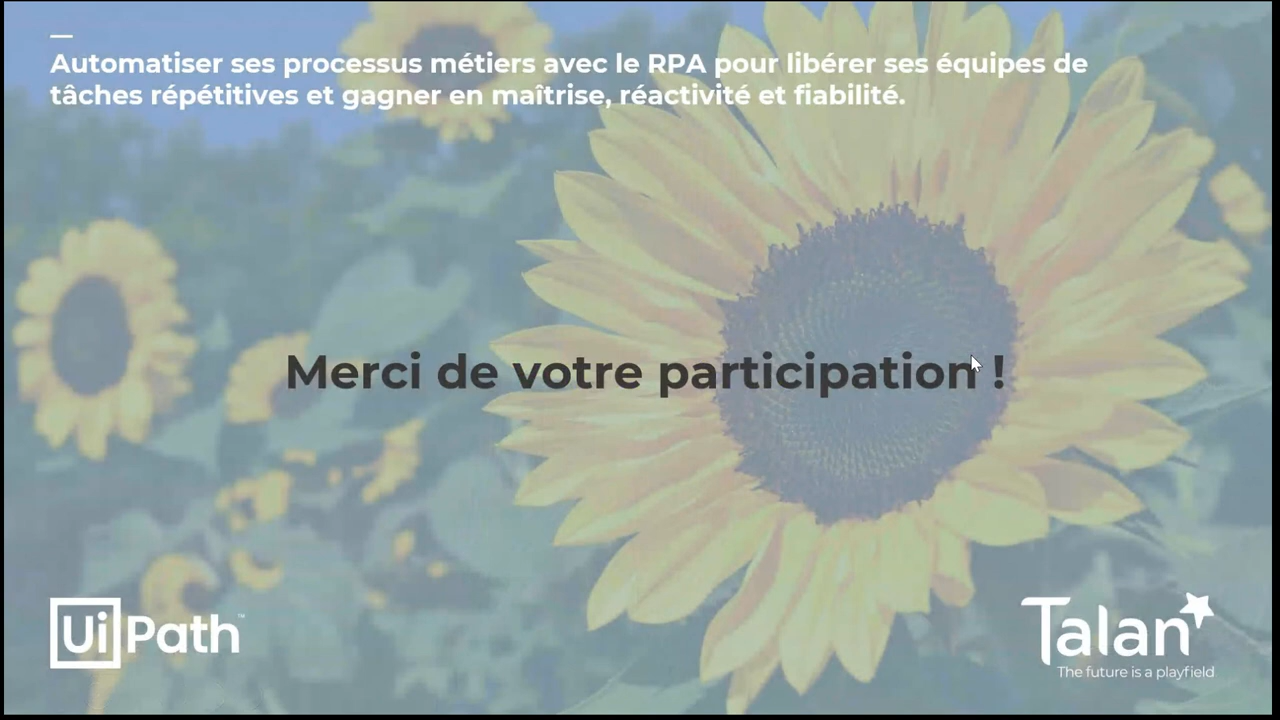 Automatiser ses processus métiers avec le RPA pour libérer ses équipes de
tâches répétitives et gagner en maîtrise, réactivité et fiabilité.
Merci de votre participation !
UiPath™
Talan
The future is a playfield